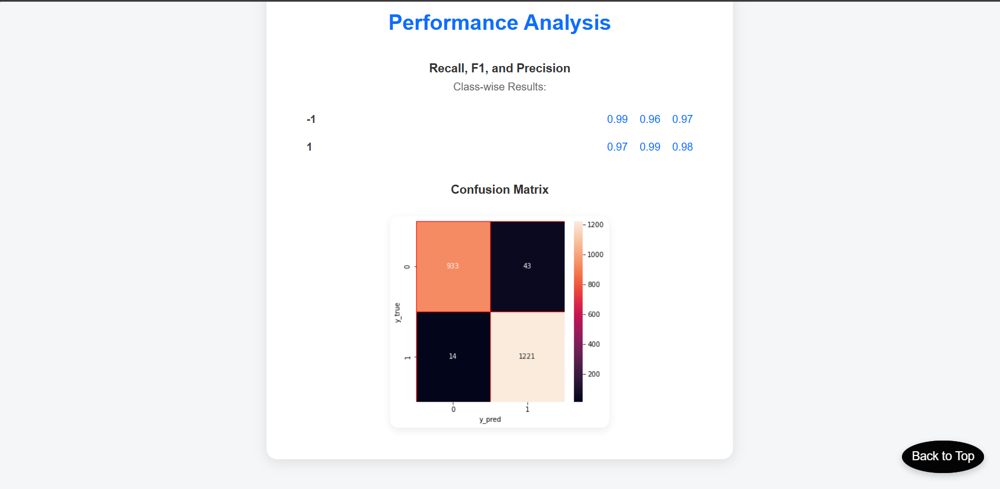 Performance Analysis
Recall, F1, and Precision
Class-wise Results:
-1 0.99 0.96 0.97
1 0.97 0.99 0.98
Confusion Matrix
1200
1000
933 43
0
800
y_true
600
400
14 1221
1
200
0 1
y_pred
Back to Top